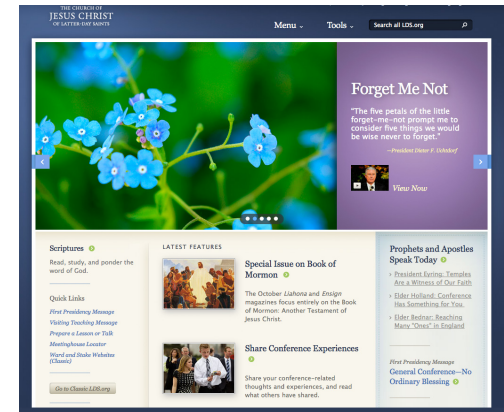 THE CHURCH OF
JESUS CHRIST
OF LATTER-DAY SAINTS
Menu
Tools
Search all LDS.org
Forget Me Not
"The five petals of the little
forget-me-not prompt me to
consider five things we would
be wise never to forget."
—President Dieter F. Uchtdorf
View Now
Scriptures
Read, study, and ponder the
word of God.
Quick Links
First Presidency Message
Visiting Teaching Message
Prepare a Lesson or Talk
Meetinghouse Locator
Ward and Stake Websites
(Classic)
Go to Classic LDS.org
LATEST FEATURES
Special Issue on Book of
Mormon
The October Liahona and Ensign
magazines focus entirely on the Book
of Mormon: Another Testament of
Jesus Christ.
Share Conference Experiences
Share your conference-related
thoughts and experiences, and read
what others have shared.
Prophets and Apostles
Speak Today
President Eyring: Temples
Are a Witness of Our Faith
Elder Holland: Conference
Has Something for You
Elder Bednar: Reaching
Many "Ones" in England
First Presidency Message
General Conference—No
Ordinary Blessing